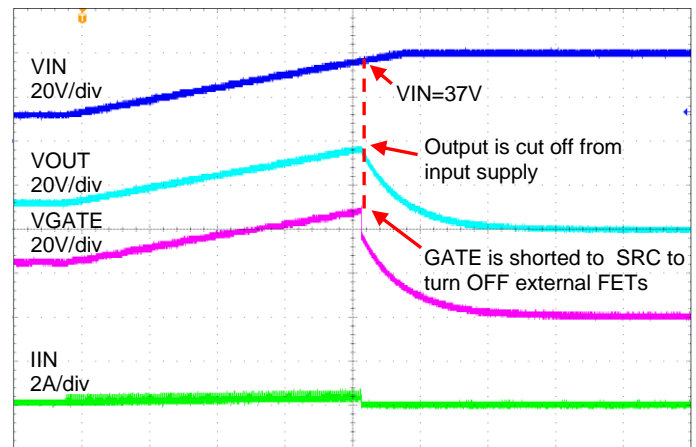 VIN
20V/div
VIN=37V
VOUT
20V/div
Output is cut off from
input supply
VGATE
20V/div
GATE is shorted to SRC to
turn OFF external FETs
IIN
2A/div